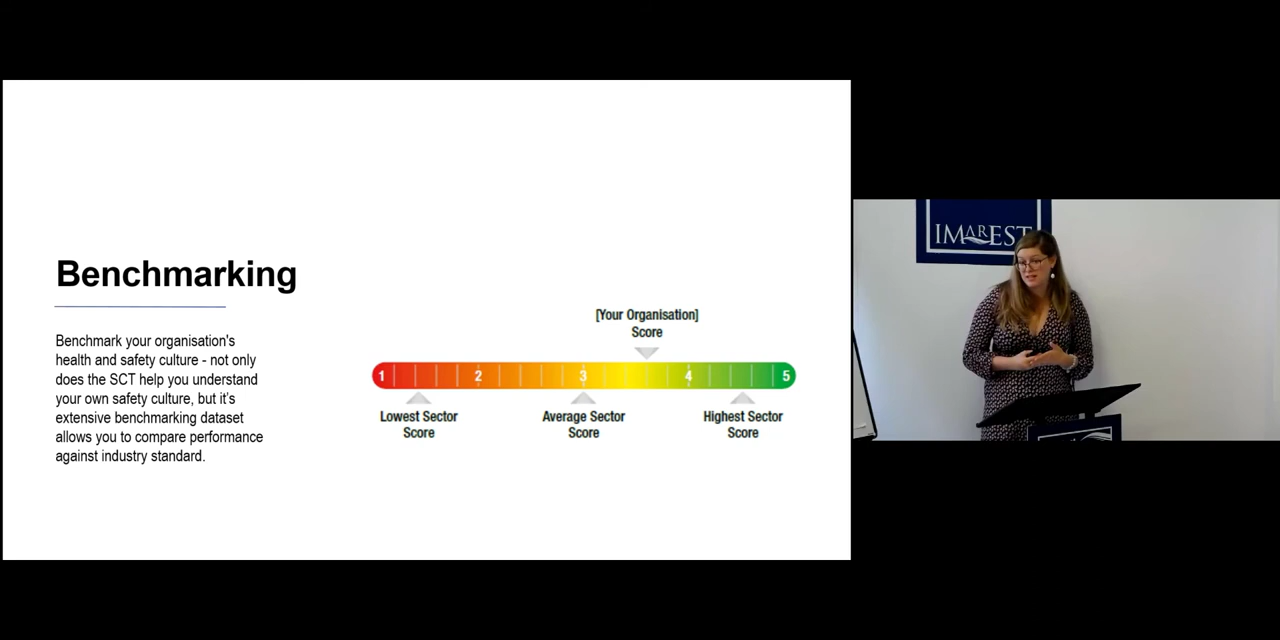 Benchmarking
Benchmark your organisation's
health and safety culture - not only
does the SCT help you understand
your own safety culture, but it's
extensive benchmarking dataset
allows you to compare performance
against industry standard.
[Your Organisation]
Score
1 2 3 4 5
Lowest Sector
Score
Average Sector
Score
Highest Sector
Score
IMarEST